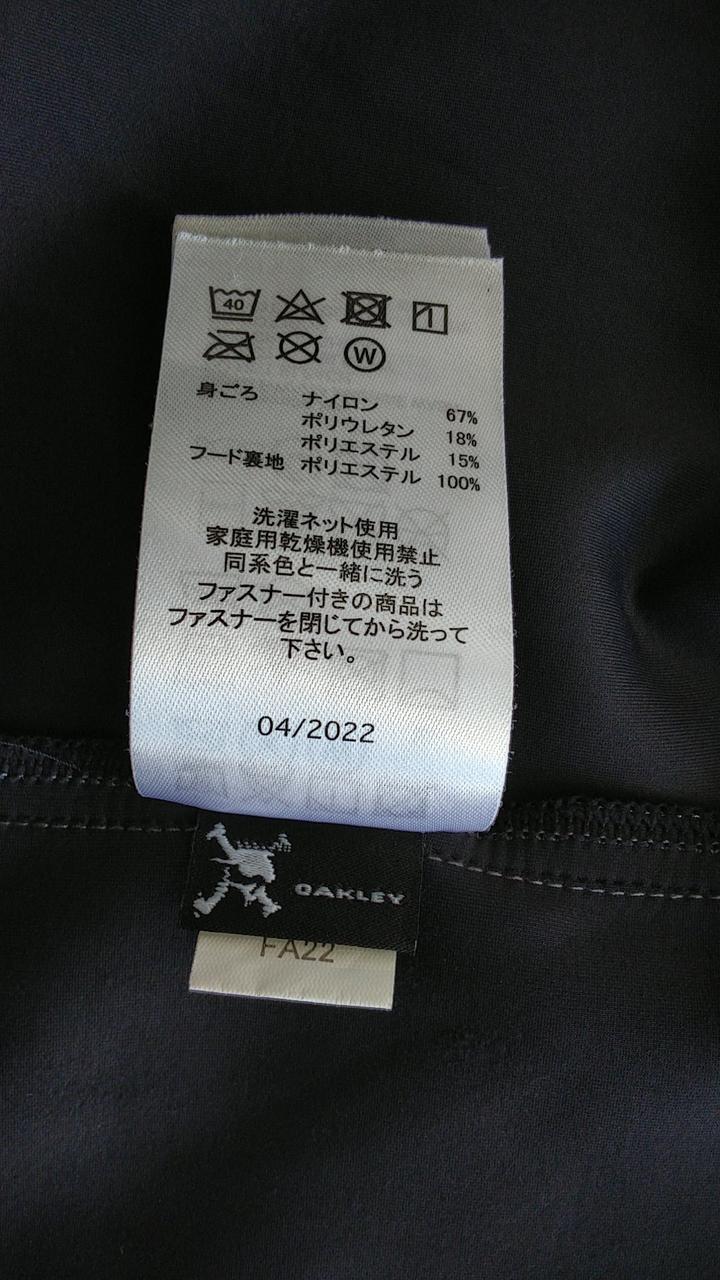 40
W
身ごろ ナイロン 67%
ポリウレタン 18%
ポリエステル 15%
フード裏地 ポリエステル 100%
洗濯ネット使用
家庭用乾燥機使用禁止
同系色と一緒に洗う
ファスナー付きの商品は
ファスナーを閉じてから洗って
下さい。
04/2022
OAKLEY
FA22